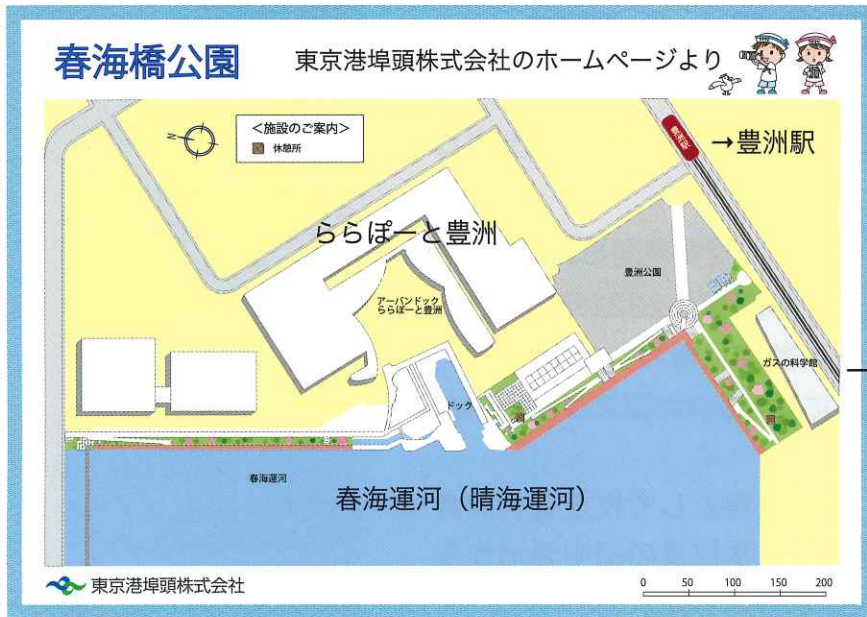 春海橋公園
東京港埠頭株式会社のホームページより
N
<施設のご案内>
休憩所
豊洲駅
→豊洲駅
ららぽーと豊洲
アーバンドック
ららぽーと豊洲
豊洲公園
ガスの科学館
ドック
春海運河
春海運河（晴海運河）
東京港埠頭株式会社
0 50 100 150 200